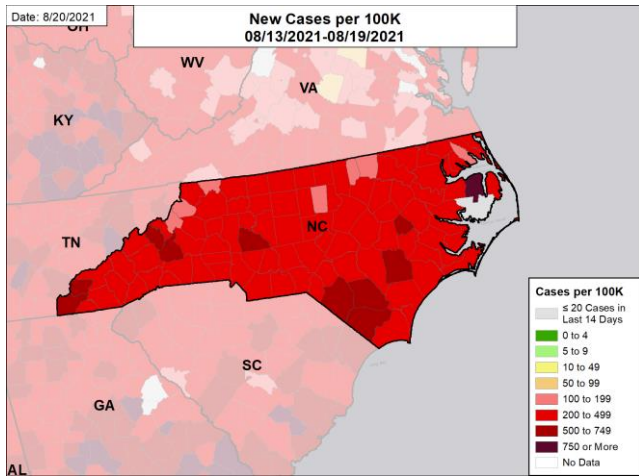 Date: 8/20/2021
New Cases per 100K
08/13/2021-08/19/2021
OH
WV
VA
KY
TN
NC
SC
GA
AL
Cases per 100K
≤ 20 Cases in
Last 14 Days
0 to 4
5 to 9
10 to 49
50 to 99
100 to 199
200 to 499
500 to 749
750 or More
No Data